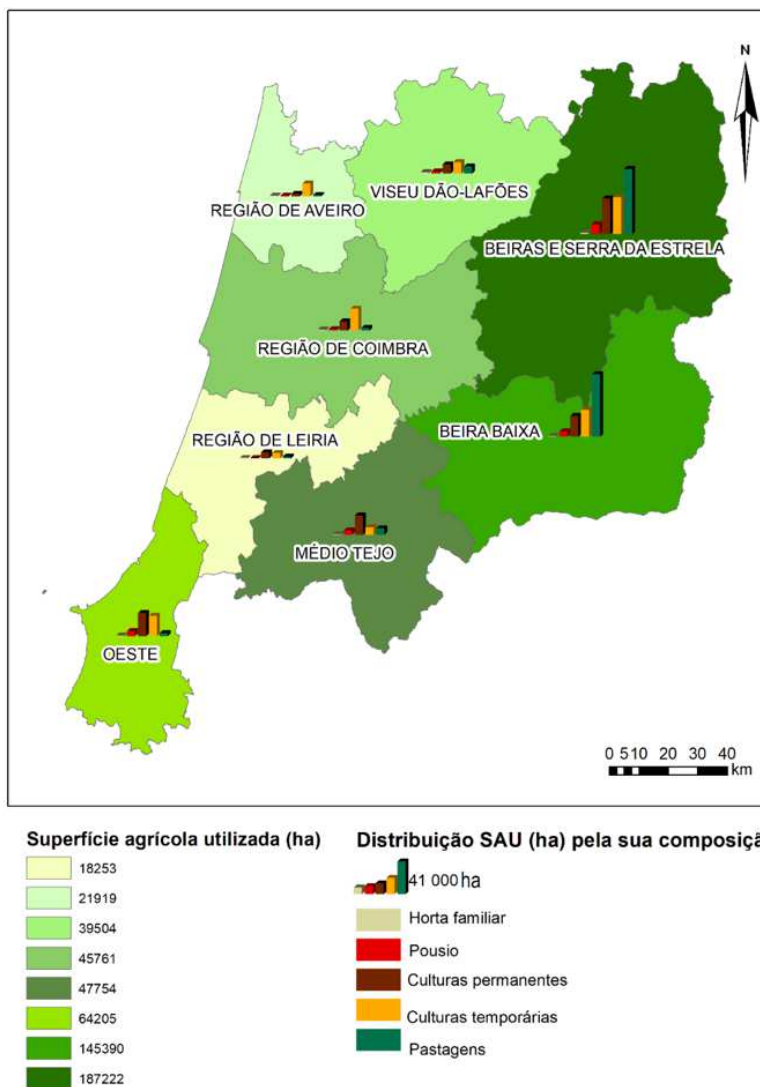 N
VISEU DÃO-LAFÕES
REGIÃO DE AVEIRO
BEIRAS E SERRA DA ESTRELA
REGIÃO DE COIMBRA
REGIÃO DE LEIRIA
BEIRA BAIXA
MÉDIO TEJO
OESTE
0 510 20 30 40
km
Superfície agrícola utilizada (ha)
18253
21919
39504
45761
47754
64205
145390
187222
Distribuição SAU (ha) pela sua composiçã
41 000 ha
Horta familiar
Pousio
Culturas permanentes
Culturas temporárias
Pastagens